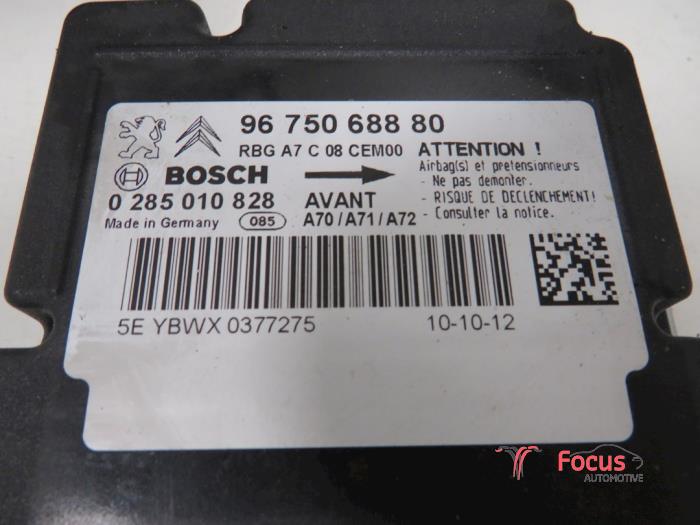 96 750 688 80
RBG A7 C 08 CEM00
ATTENTION !
Airbag(s) et pretensionneurs
- Ne pas demonter.
- RISQUE DE DECLENCHEMENT!
- Consulter la notice.
BOSCH
0 285 010 828
AVANT
Made in Germany
085
A70/A71/A72
5E YBWX 0377275
10-10-12
Focus
AUTOMOTIVE